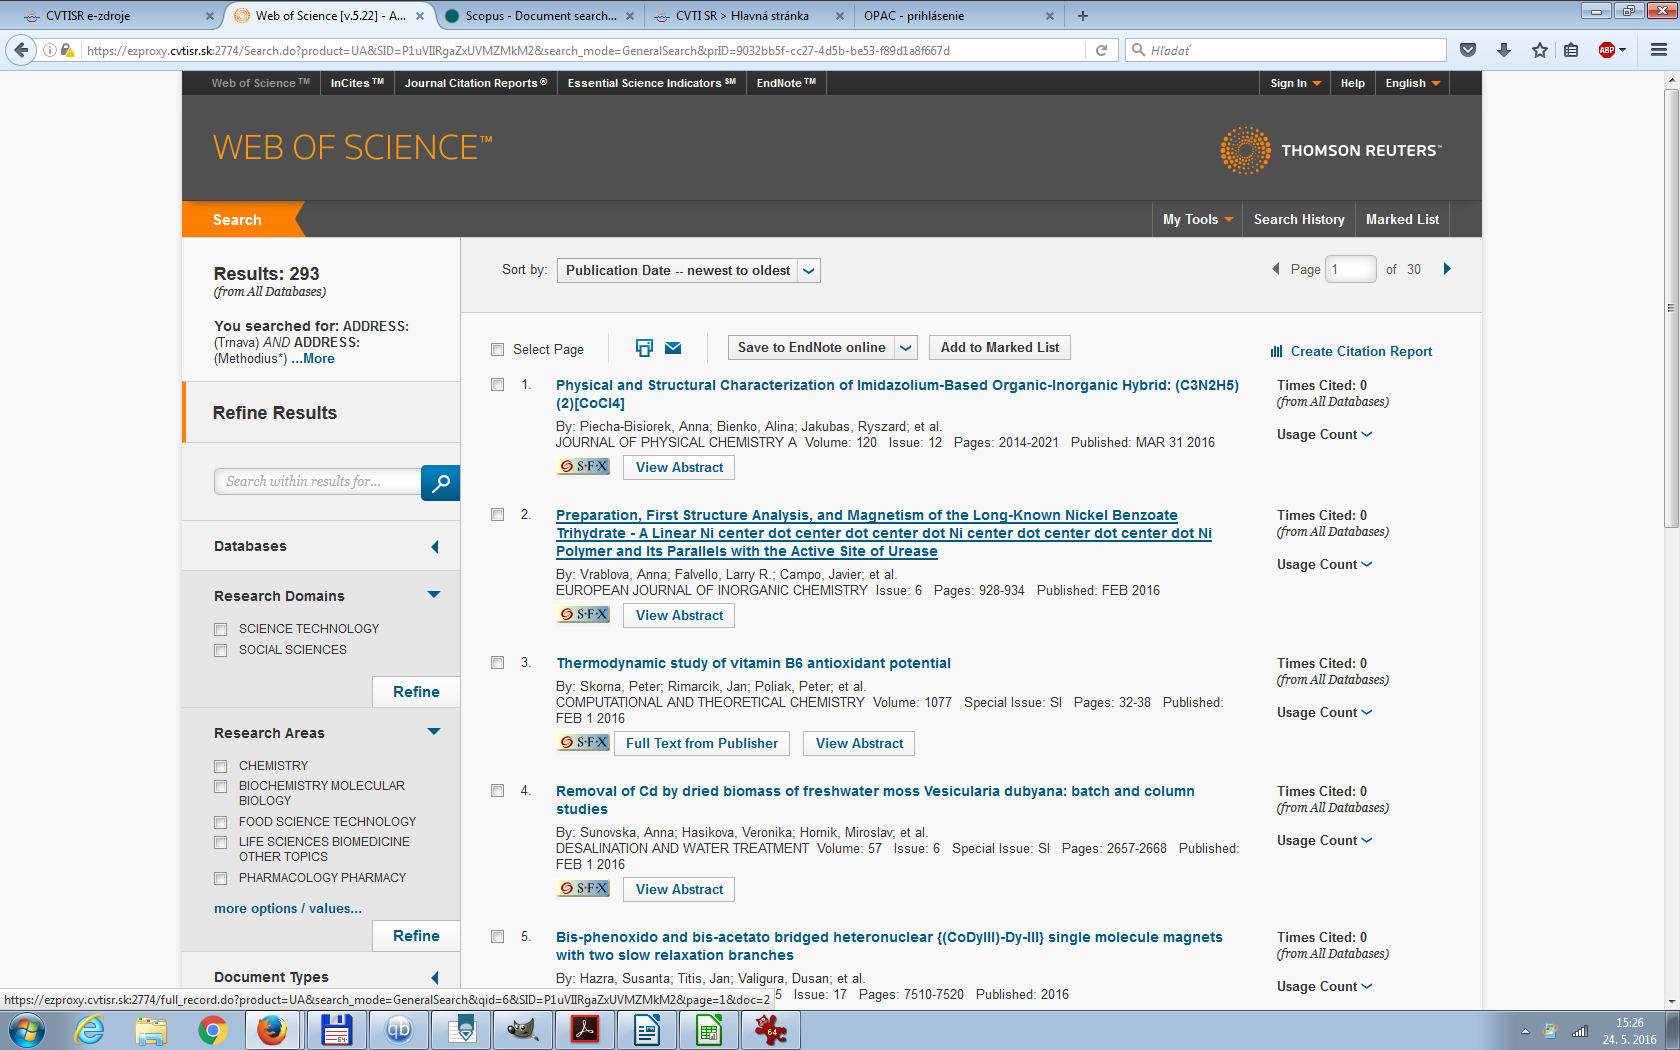 CVTISR e-zdroje
Web of Science [v.5.22] - A...
Scopus - Document search...
CVTI SR > Hlavná stránka
OPAC - prihlásenie
https://ezproxy.cvtisr.sk:2774/Search.do?product=UA&SID=P1uVIIRgaZxUVMZMkM2&search_mode=GeneralSearch&prID=9032bb5f-cc27-4d5b-be53-f89d1a8f667d
Hľadať
ABP
Web of Science ™
InCites ™
Journal Citation Reports ®
Essential Science Indicators ℠
EndNote ™
Sign In
Help
English
WEB OF SCIENCE™
THOMSON REUTERS™
Search
My Tools
Search History
Marked List
Results: 293
(from All Databases)
You searched for: ADDRESS:
(Trnava) AND ADDRESS:
(Methodius*) ...More
Refine Results
Search within results for...
Databases
Research Domains
SCIENCE TECHNOLOGY
SOCIAL SCIENCES
Refine
Research Areas
CHEMISTRY
BIOCHEMISTRY MOLECULAR
BIOLOGY
FOOD SCIENCE TECHNOLOGY
LIFE SCIENCES BIOMEDICINE
OTHER TOPICS
PHARMACOLOGY PHARMACY
more options / values...
Refine
Document Types
Sort by: Publication Date -- newest to oldest
Page 1 of 30
Select Page
Save to EndNote online
Add to Marked List
Create Citation Report
1. Physical and Structural Characterization of Imidazolium-Based Organic-Inorganic Hybrid: (C3N2H5)
(2)[CoCl4]
By: Piecha-Bisiorek, Anna; Bienko, Alina; Jakubas, Ryszard; et al.
JOURNAL OF PHYSICAL CHEMISTRY A Volume: 120 Issue: 12 Pages: 2014-2021 Published: MAR 31 2016
S·F·X View Abstract
Times Cited: 0
(from All Databases)
Usage Count
2. Preparation, First Structure Analysis, and Magnetism of the Long-Known Nickel Benzoate
Trihydrate - A Linear Ni center dot center dot center dot Ni center dot center dot center dot Ni
Polymer and Its Parallels with the Active Site of Urease
By: Vrablova, Anna; Falvello, Larry R.; Campo, Javier; et al.
EUROPEAN JOURNAL OF INORGANIC CHEMISTRY Issue: 6 Pages: 928-934 Published: FEB 2016
S·F·X View Abstract
Times Cited: 0
(from All Databases)
Usage Count
3. Thermodynamic study of vitamin B6 antioxidant potential
By: Skorna, Peter; Rimarcik, Jan; Poliak, Peter; et al.
COMPUTATIONAL AND THEORETICAL CHEMISTRY Volume: 1077 Special Issue: SI Pages: 32-38 Published:
FEB 1 2016
S·F·X Full Text from Publisher View Abstract
Times Cited: 0
(from All Databases)
Usage Count
4. Removal of Cd by dried biomass of freshwater moss Vesicularia dubyana: batch and column
studies
By: Sunovska, Anna; Hasikova, Veronika; Hornik, Miroslav; et al.
DESALINATION AND WATER TREATMENT Volume: 57 Issue: 6 Special Issue: SI Pages: 2657-2668 Published:
FEB 1 2016
S·F·X View Abstract
Times Cited: 0
(from All Databases)
Usage Count
5. Bis-phenoxido and bis-acetato bridged heteronuclear {(CoDyIII)-Dy-III} single molecule magnets
with two slow relaxation branches
By: Hazra, Susanta; Titis, Jan; Valigura, Dusan; et al.
5 Issue: 17 Pages: 7510-7520 Published: 2016
Times Cited: 0
(from All Databases)
Usage Count
https://ezproxy.cvtisr.sk:2774/full_record.do?product=UA&search_mode=GeneralSearch&qid=6&SID=P1uVIIRgaZxUVMZMkM2&page=1&doc=2
64
qb
64
15:26
24. 5. 2016